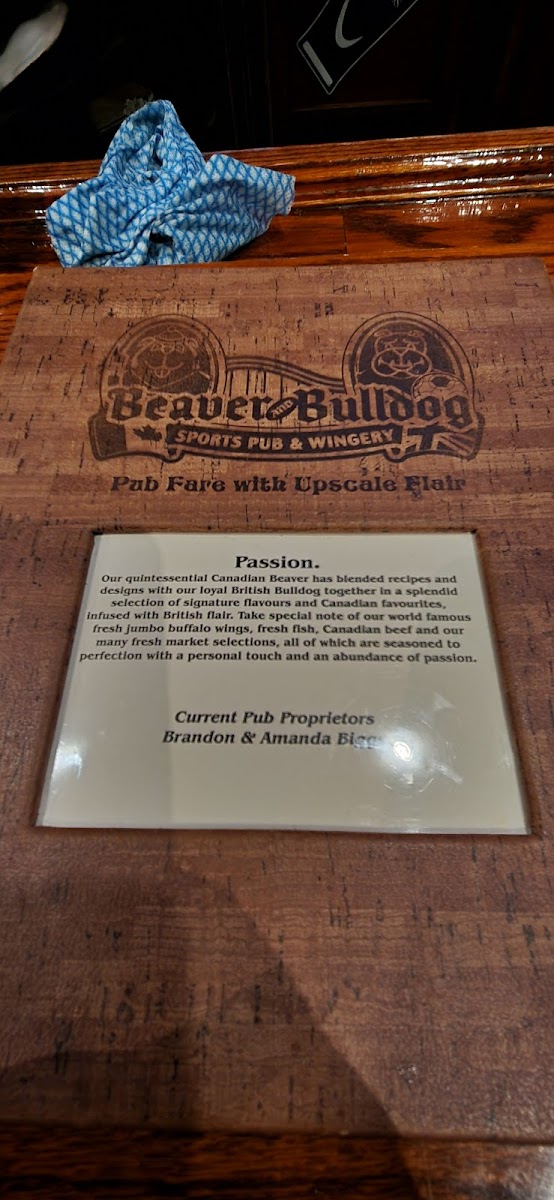 Beaver AND Bulldog
SPORTS PUB & WINGERY
Pub Fare with Upscale Flair
Passion.
Our quintessential Canadian Beaver has blended recipes and
designs with our loyal British Bulldog together in a splendid
selection of signature flavours and Canadian favourites,
infused with British flair. Take special note of our world famous
fresh jumbo buffalo wings, fresh fish, Canadian beef and our
many fresh market selections, all of which are seasoned to
perfection with a personal touch and an abundance of passion.
Current Pub Proprietors
Brandon & Amanda